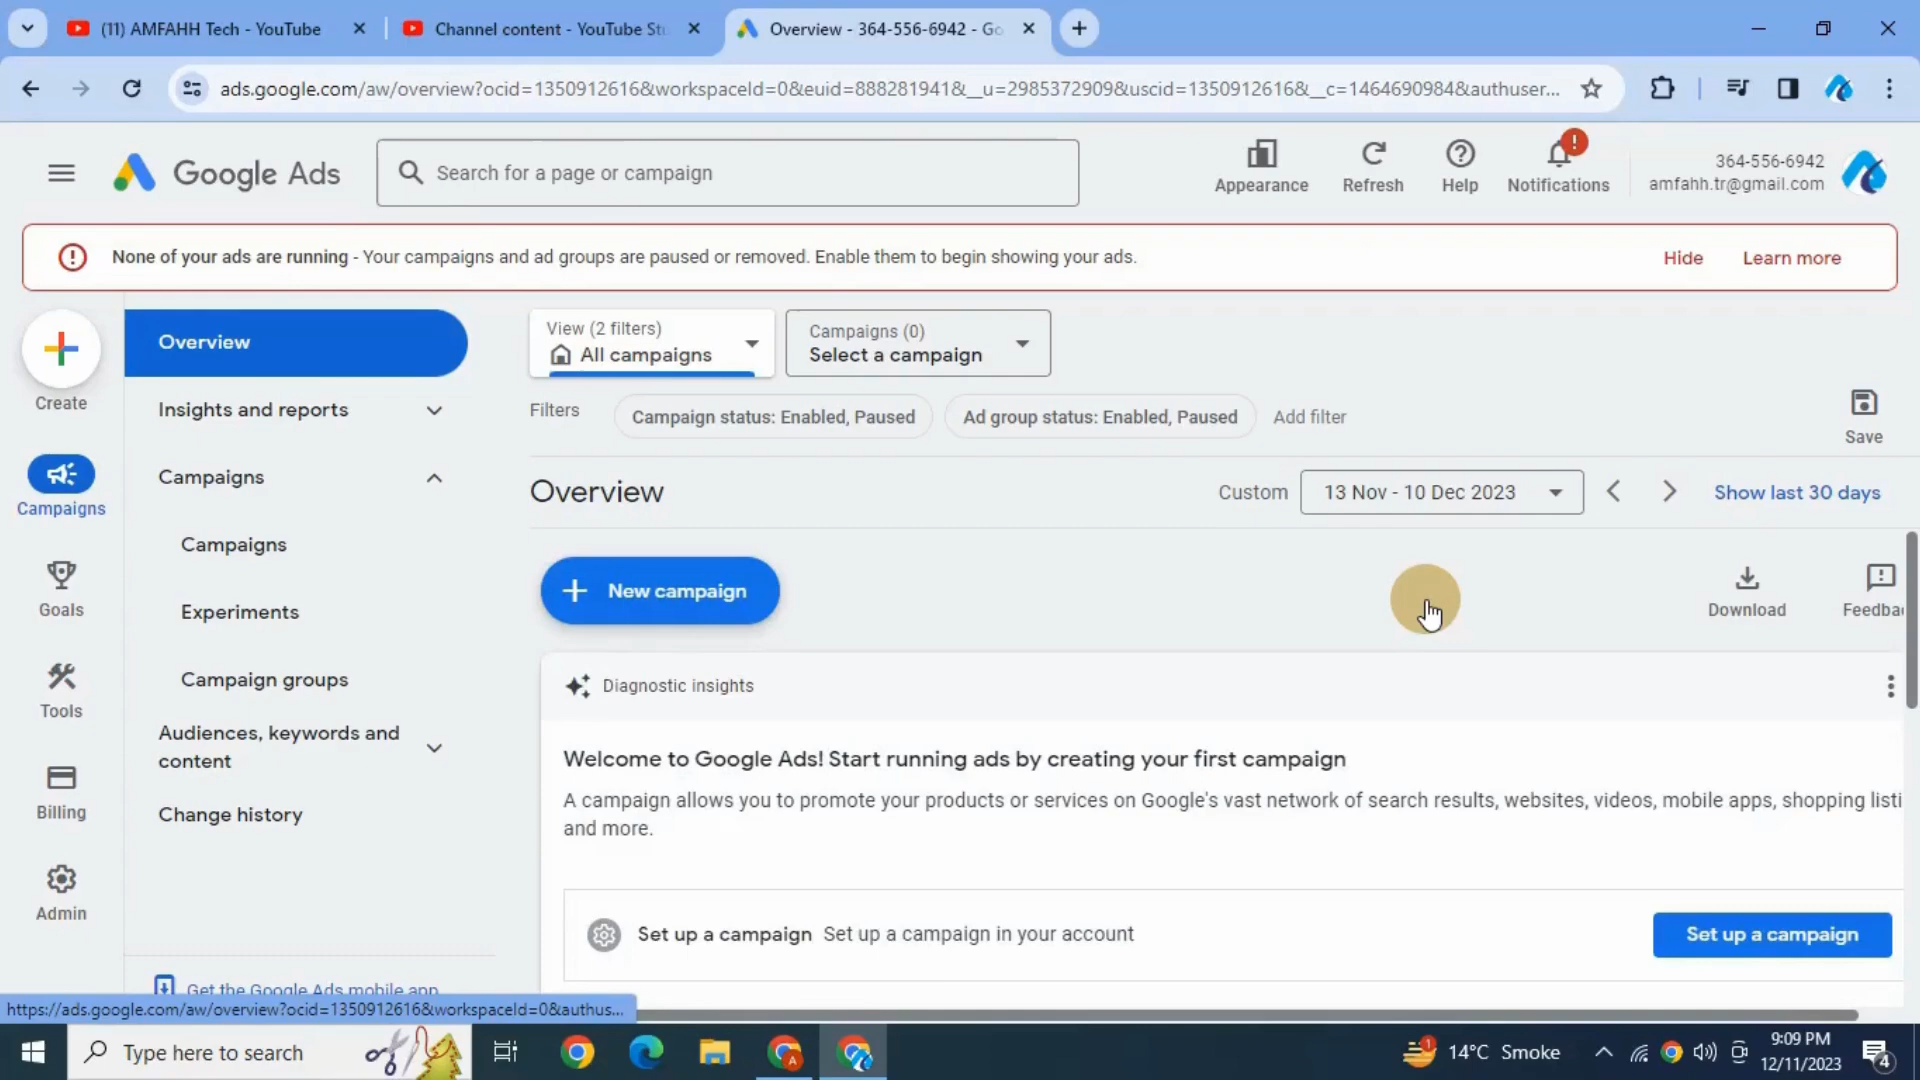 (11) AMFAHH Tech - YouTube
Channel content - YouTube Stu
Overview - 364-556-6942 - Go
ads.google.com/aw/overview?ocid=1350912616&workspaceId=0&euid=888281941&__u=2985372909&uscid=1350912616&__c=1464690984&authuser...
Google Ads
Search for a page or campaign
Appearance
Refresh
Help
Notifications
364-556-6942
amfahh.tr@gmail.com
None of your ads are running - Your campaigns and ad groups are paused or removed. Enable them to begin showing your ads.
Hide
Learn more
Create
Campaigns
Goals
Tools
Billing
Admin
Overview
Insights and reports
Campaigns
Campaigns
Experiments
Campaign groups
Audiences, keywords and
content
Change history
Get the Google Ads mobile app
View (2 filters)
All campaigns
Campaigns (0)
Select a campaign
Filters
Campaign status: Enabled, Paused
Ad group status: Enabled, Paused
Add filter
Save
Overview
Custom
13 Nov - 10 Dec 2023
Show last 30 days
New campaign
Download
Feedba
Diagnostic insights
Welcome to Google Ads! Start running ads by creating your first campaign
A campaign allows you to promote your products or services on Google's vast network of search results, websites, videos, mobile apps, shopping listi
and more.
Set up a campaign Set up a campaign in your account
Set up a campaign
https://ads.google.com/aw/overview?ocid=1350912616&workspaceId=0&authus...
Type here to search
A
1
14°C Smoke
9:09 PM
12/11/2023
4